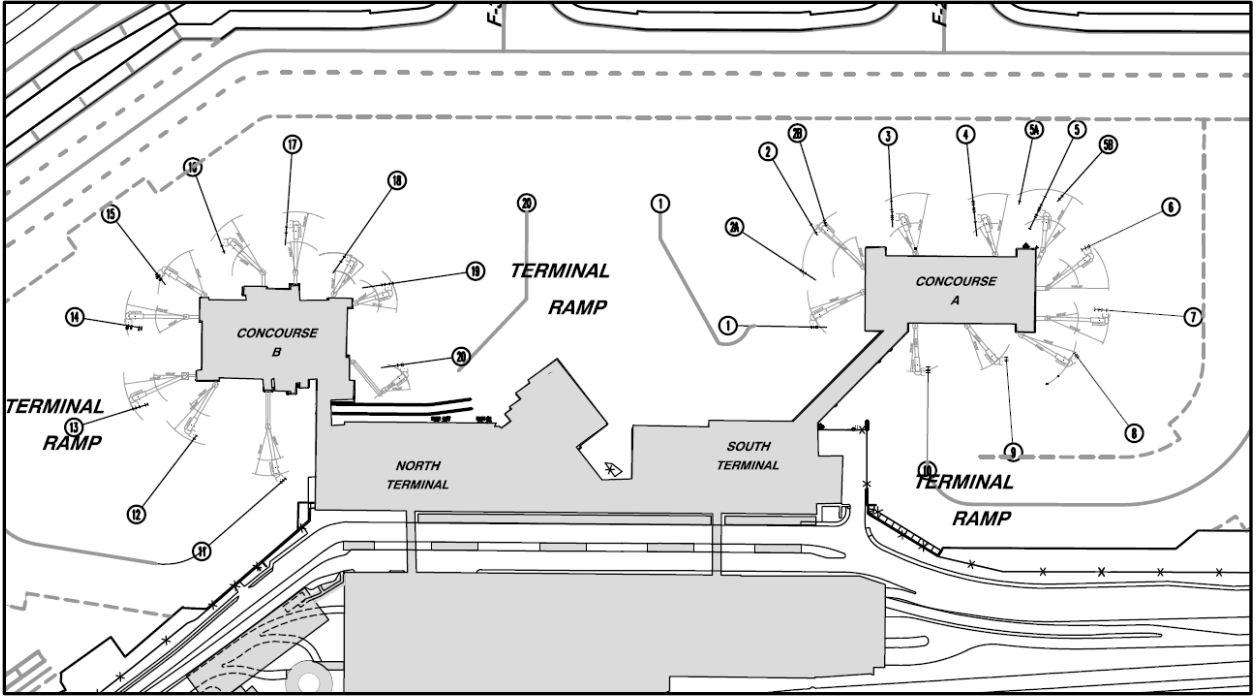 17
2B
3
4
5A
5
5B
16
2
18
6
15
20
1
2A
19
TERMINAL
RAMP
CONCOURSE
A
14
1
7
CONCOURSE
B
20
TERMINAL
RAMP
13
8
9
SOUTH
TERMINAL
NORTH
TERMINAL
10
TERMINAL
RAMP
12
11